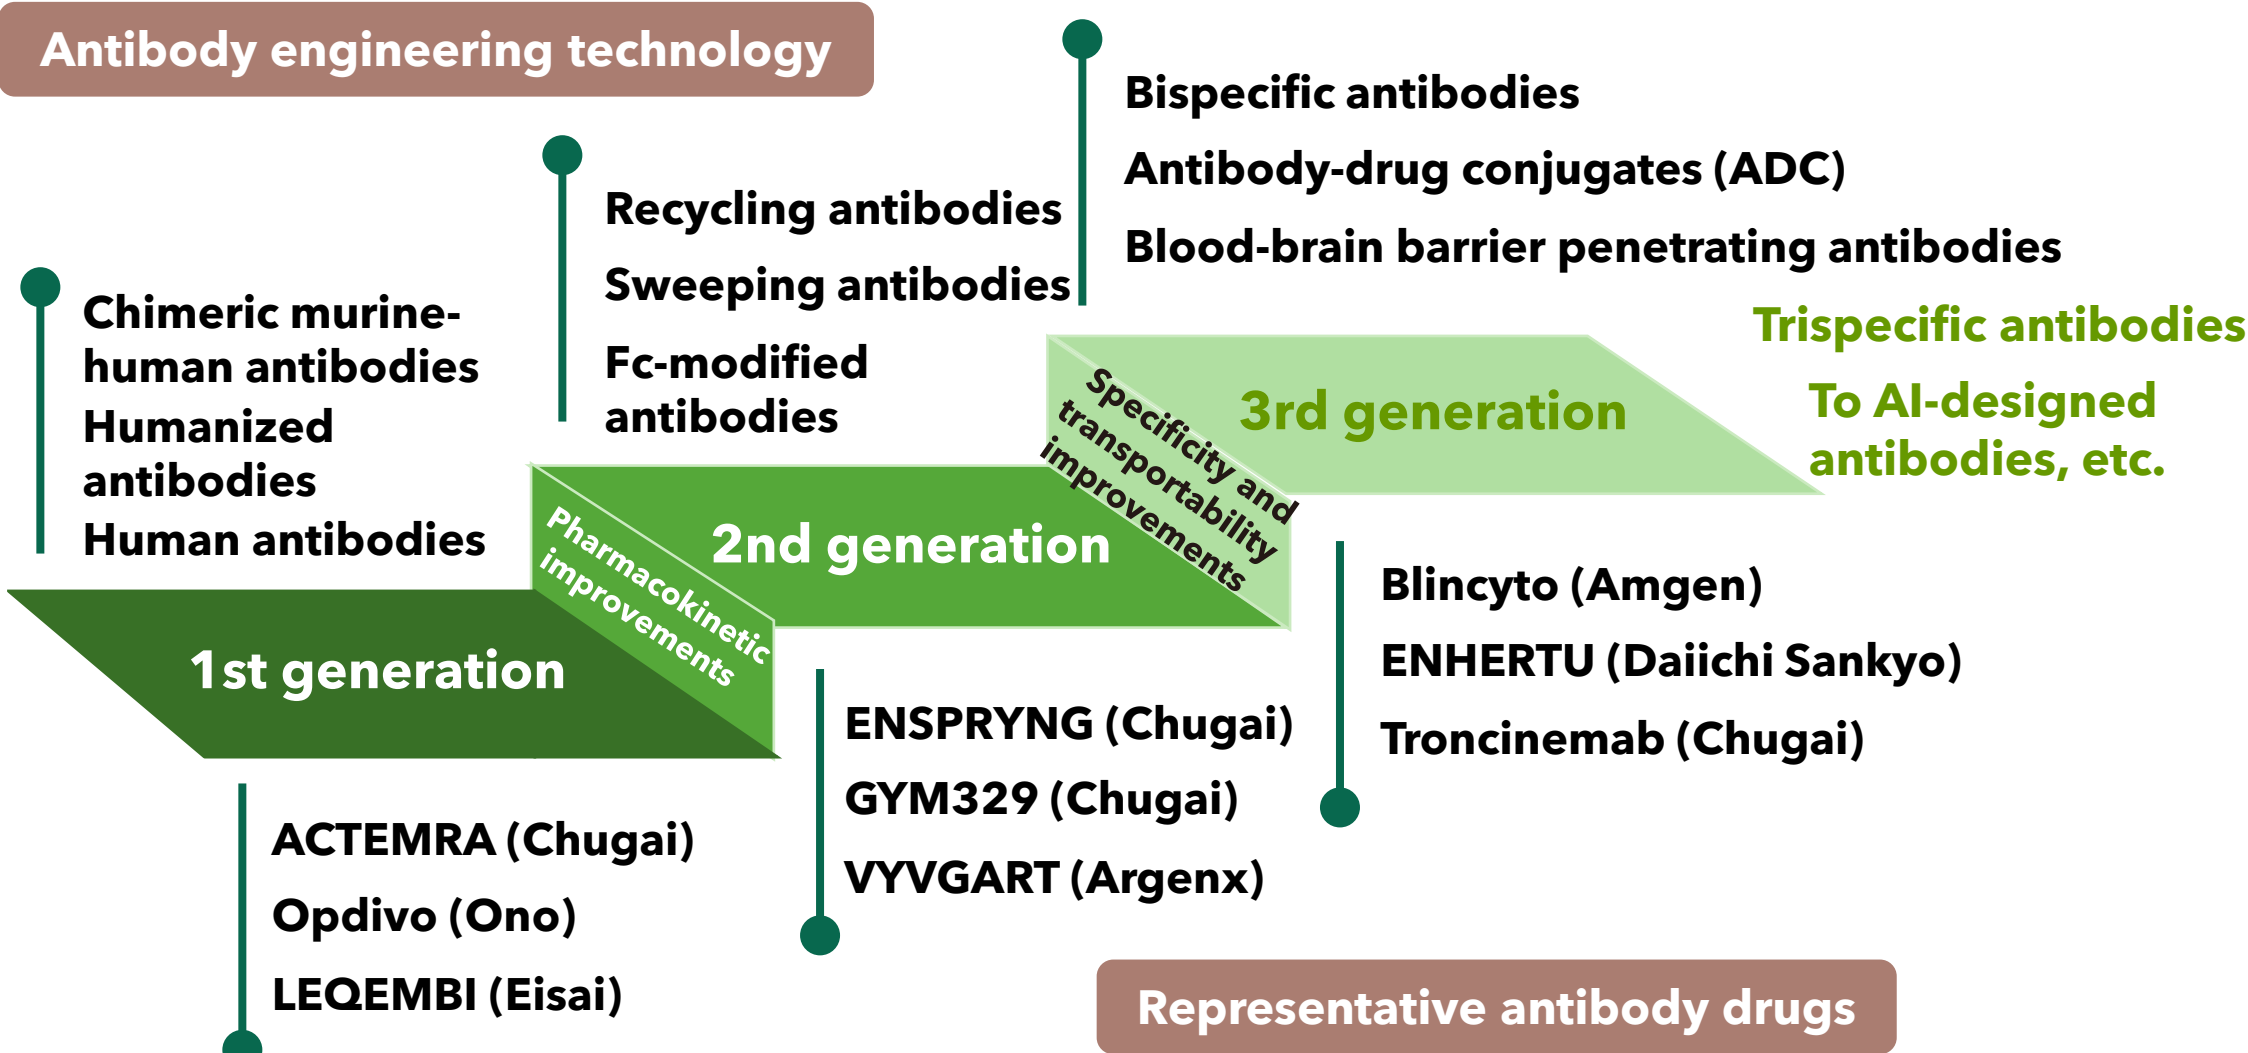 Antibody engineering technology
Chimeric murine-
human antibodies
Humanized
antibodies
Human antibodies
Recycling antibodies
Sweeping antibodies
Fc-modified
antibodies
Bispecific antibodies
Antibody-drug conjugates (ADC)
Blood-brain barrier penetrating antibodies
Trispecific antibodies
To AI-designed
antibodies, etc.
1st generation
Pharmacokinetic
improvements
2nd generation
Specificity and
transportability
improvements
3rd generation
ACTEMRA (Chugai)
Opdivo (Ono)
LEQEMBI (Eisai)
ENSPRYNG (Chugai)
GYM329 (Chugai)
VYVGART (Argenx)
Blincyto (Amgen)
ENHERTU (Daiichi Sankyo)
Troncinemab (Chugai)
Representative antibody drugs